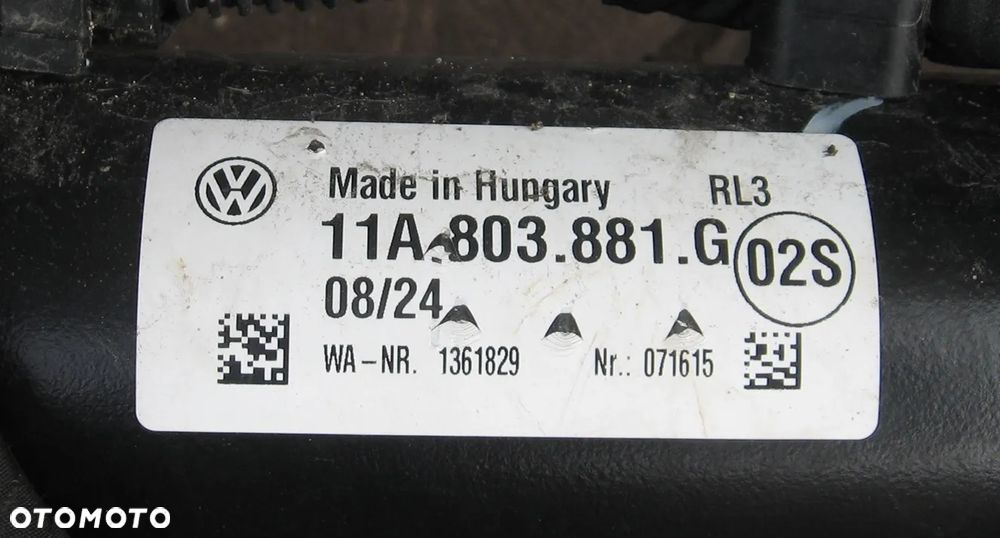 Made in Hungary RL3
11A.803.881.G 02S
08/24
WA-NR. 1361829 Nr.: 071615
OTOMOTO